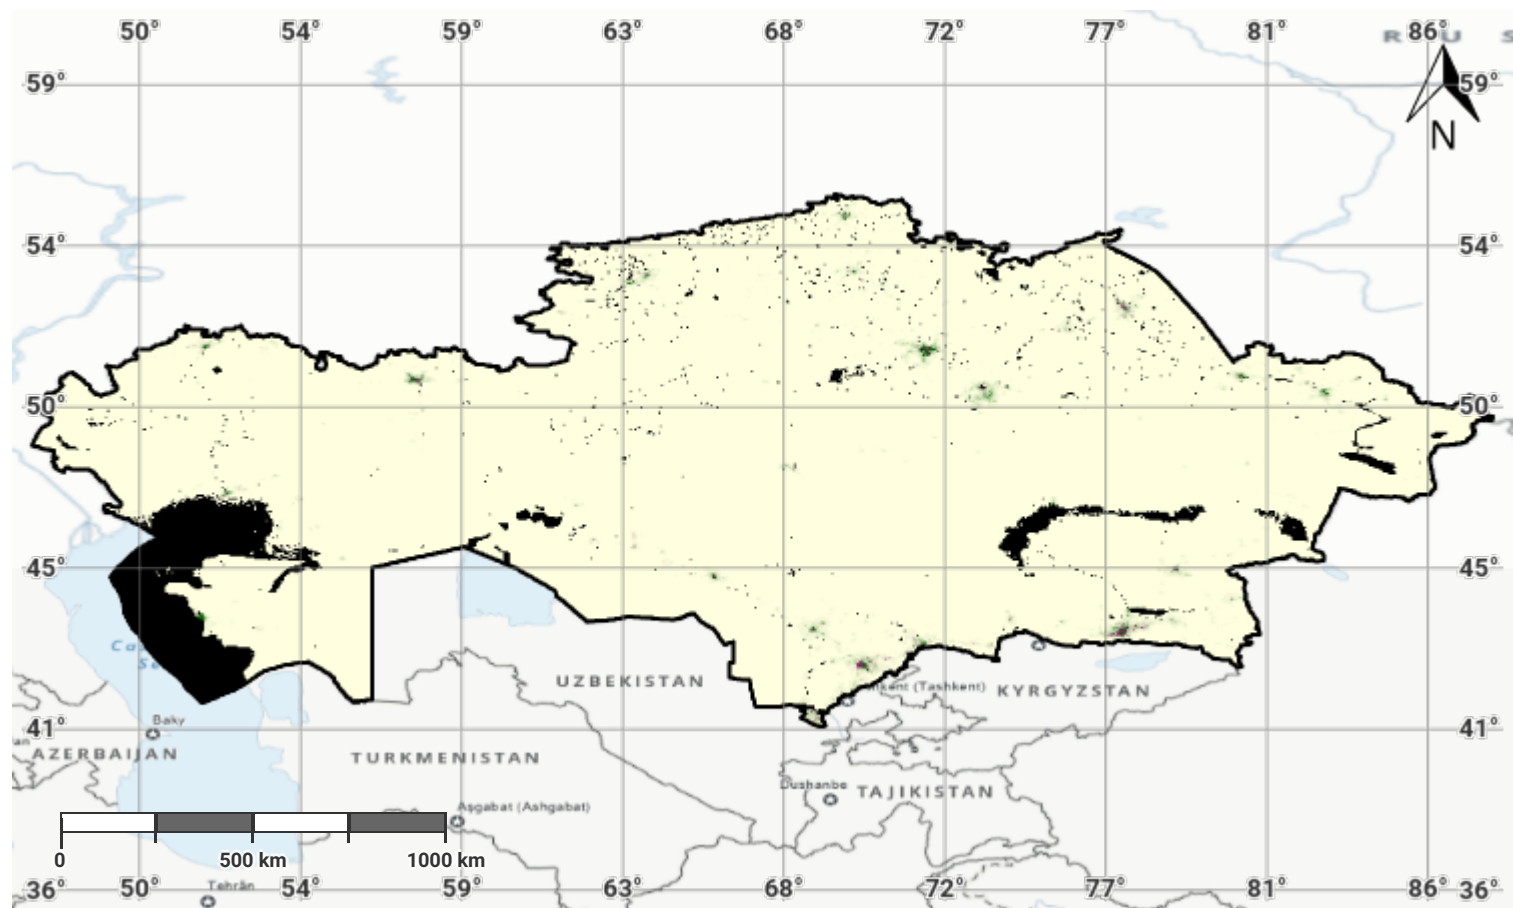 50° 54° 59° 63° 68° 72° 77° 81° 86°
R U S
59° 59°
N
54° 54°
50° 50°
45° 45°
UZBEKISTAN
(Tashkent) KYRGYZSTAN
41° 41°
Baky
AZERBAIJAN
TURKMENISTAN
Dushanbe
TAJIKISTAN
Aşgabat (Ashgabat)
0 500 km 1000 km
36° 50° 54° 59° 63° 68° 72° 77° 81° 86° 36°
Tehrān